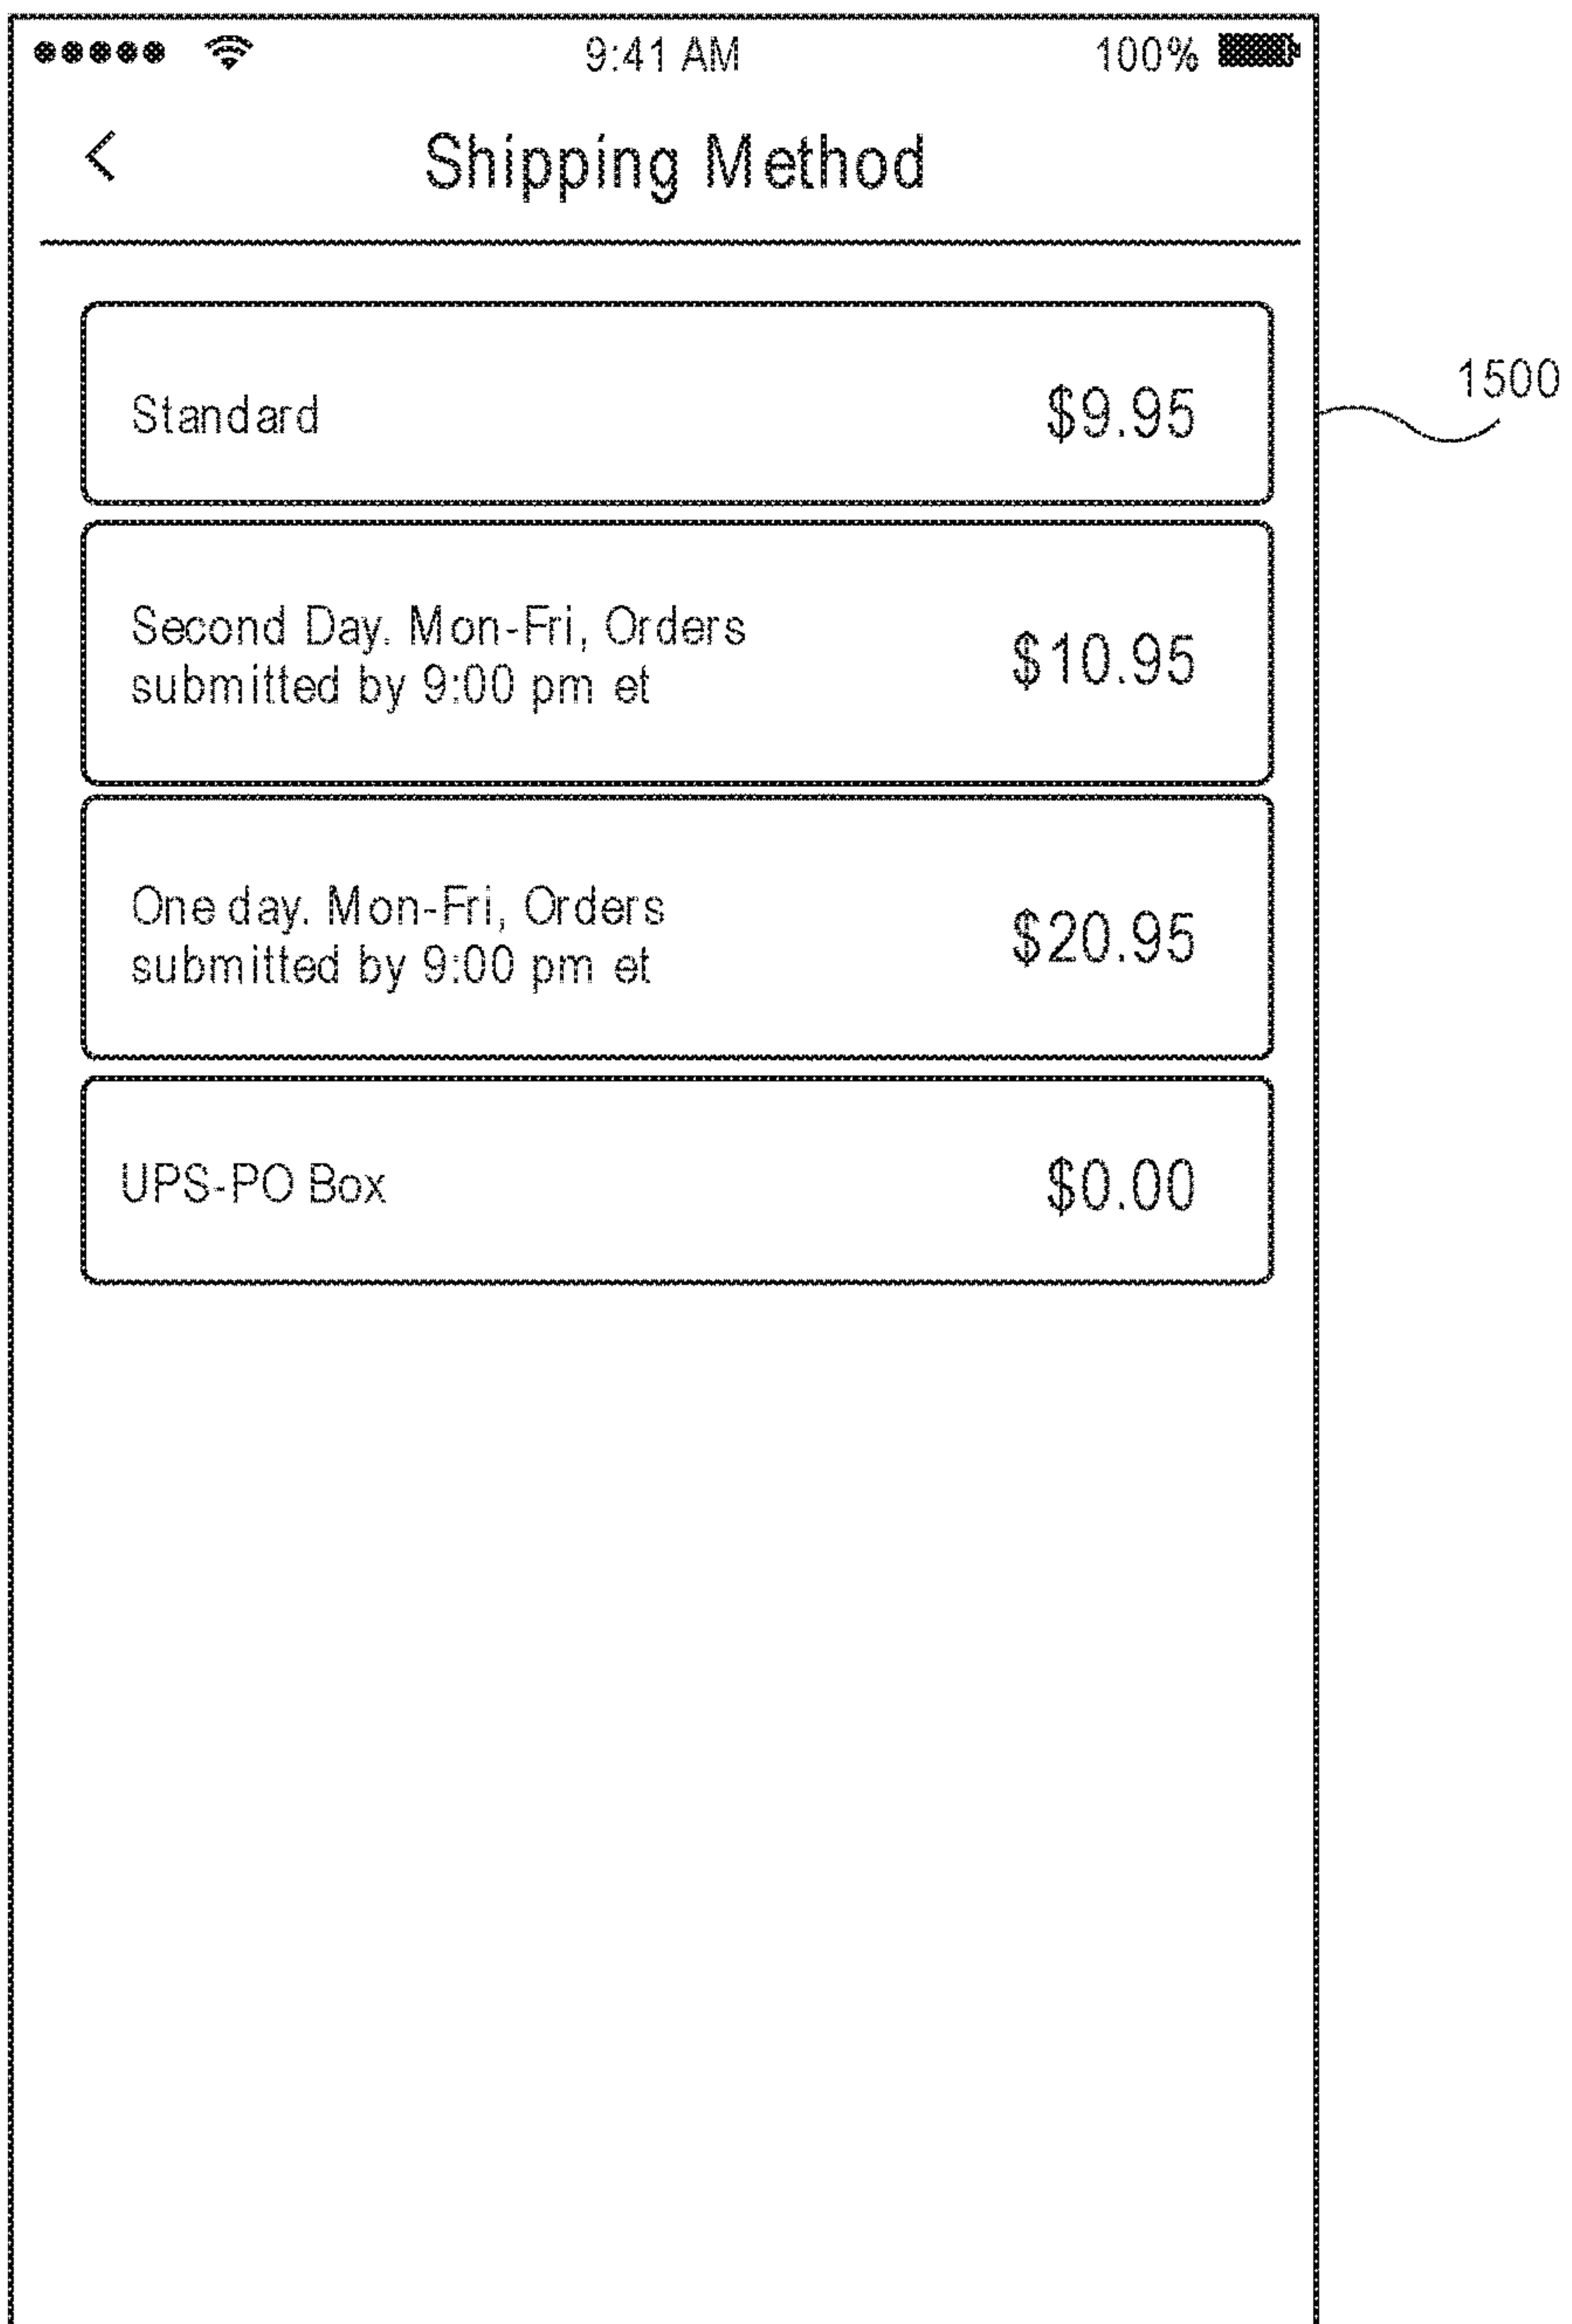 9:41 AM 100%
Shipping Method
Standard $9.95
Second Day. Mon-Fri, Orders
submitted by 9:00 pm et
$10.95
One day. Mon-Fri, Orders
submitted by 9:00 pm et
$20.95
UPS-PO Box $0.00
1500